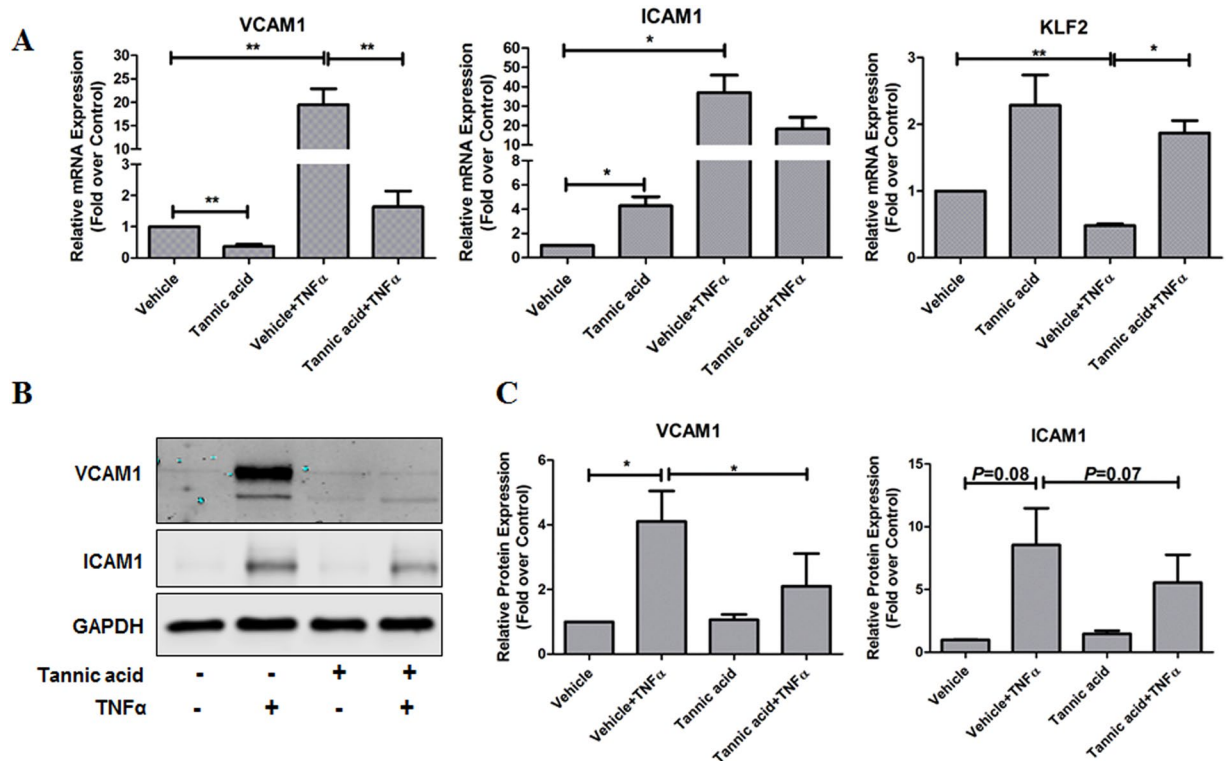 A
VCAM1
Relative mRNA Expression
(Fold over Control)
30
25
20
15
10
3
2
1
0
**
**
**
Vehicle
Tannic acid
Vehicle+TNFα
Tannic acid+TNFα
ICAM1
Relative mRNA Expression
(Fold over Control)
60
50
40
30
20
10
8
6
4
2
0
*
*
Vehicle
Tannic acid
Vehicle+TNFα
Tannic acid+TNFα
KLF2
Relative mRNA Expression
(Fold over Control)
3
2
1
0
**
*
Vehicle
Tannic acid
Vehicle+TNFα
Tannic acid+TNFα
B
VCAM1
ICAM1
GAPDH
Tannic acid - - + +
TNFα - + - +
C
VCAM1
Relative Protein Expression
(Fold over Control)
6
4
2
0
*
*
Vehicle
Vehicle+TNFα
Tannic acid
Tannic acid+TNFα
ICAM1
Relative Protein Expression
(Fold over Control)
15
10
5
0
P=0.08
P=0.07
Vehicle
Vehicle+TNFα
Tannic acid
Tannic acid+TNFα